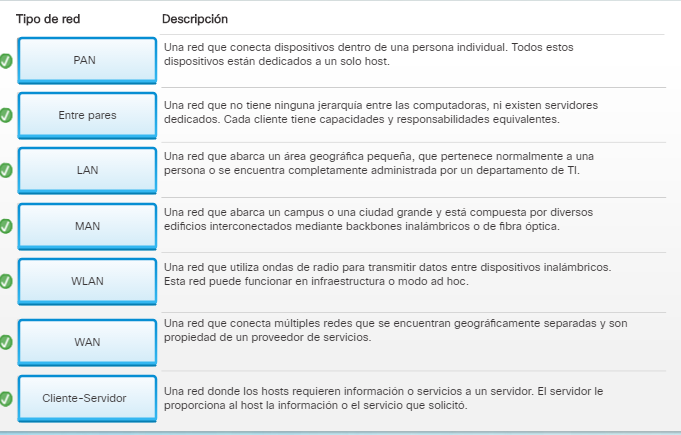 Tipo de red Descripción
PAN
Una red que conecta dispositivos dentro de una persona individual. Todos estos
dispositivos están dedicados a un solo host.
Entre pares
Una red que no tiene ninguna jerarquía entre las computadoras, ni existen servidores
dedicados. Cada cliente tiene capacidades y responsabilidades equivalentes.
LAN
Una red que abarca un área geográfica pequeña, que pertenece normalmente a una
persona o se encuentra completamente administrada por un departamento de TI.
MAN
Una red que abarca un campus o una ciudad grande y está compuesta por diversos
edificios interconectados mediante backbones inalámbricos o de fibra óptica.
WLAN
Una red que utiliza ondas de radio para transmitir datos entre dispositivos inalámbricos.
Esta red puede funcionar en infraestructura o modo ad hoc.
WAN
Una red que conecta múltiples redes que se encuentran geográficamente separadas y son
propiedad de un proveedor de servicios.
Cliente-Servidor
Una red donde los hosts requieren información o servicios a un servidor. El servidor le
proporciona al host la información o el servicio que solicitó.